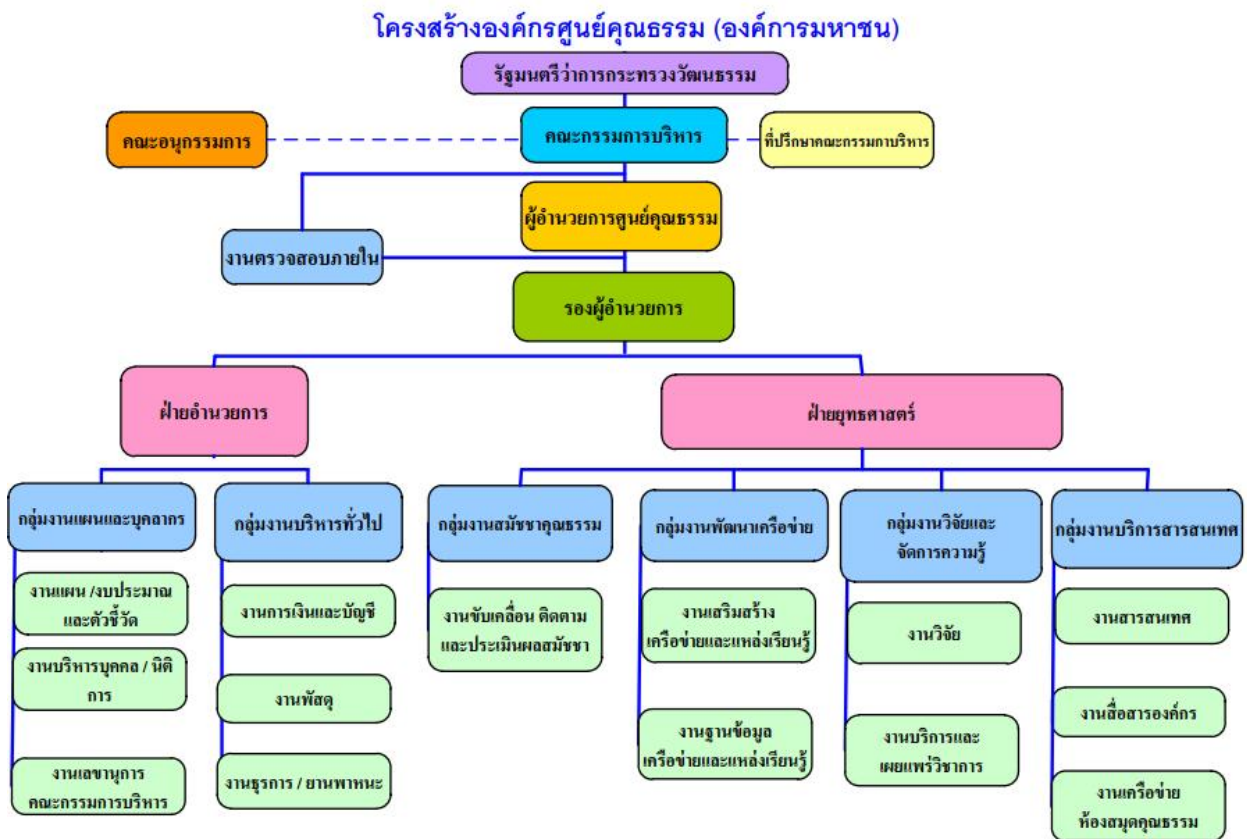 โครงสร้างองค์กรศูนย์คุณธรรม (องค์การมหาชน)
รัฐมนตรีว่าการกระทรวงวัฒนธรรม
คณะอนุกรรมการ
คณะกรรมการบริหาร
ที่ปรึกษาคณะกรรมกาบริหาร
ผู้อำนวยการศูนย์คุณธรรม
งานตรวจสอบภายใน
รองผู้อำนวยการ
ฝ่ายอำนวยการ
ฝ่ายยุทธศาสตร์
กลุ่มงานแผนและบุคลากร
กลุ่มงานบริหารทั่วไป
กลุ่มงานสมัชชาคุณธรรม
กลุ่มงานพัฒนาเครือข่าย
กลุ่มงานวิจัยและ
จัดการความรู้
กลุ่มงานบริการสารสนเทศ
งานแผน /งบประมาณ
และตัวชี้วัด
งานการเงินและบัญชี
งานขับเคลื่อน ติดตาม
และประเมินผลสมัชชา
งานเสริมสร้าง
เครือข่ายและแหล่งเรียนรู้
งานวิจัย
งานสารสนเทศ
งานบริหารบุคคล / นิติ
การ
งานพัสดุ
งานฐานข้อมูล
เครือข่ายและแหล่งเรียนรู้
งานบริการและ
เผยแพร่วิชาการ
งานสื่อสารองค์กร
งานเลขานุการ
คณะกรรมการบริหาร
งานธุรการ / ยานพาหนะ
งานเครือข่าย
ห้องสมุดคุณธรรม